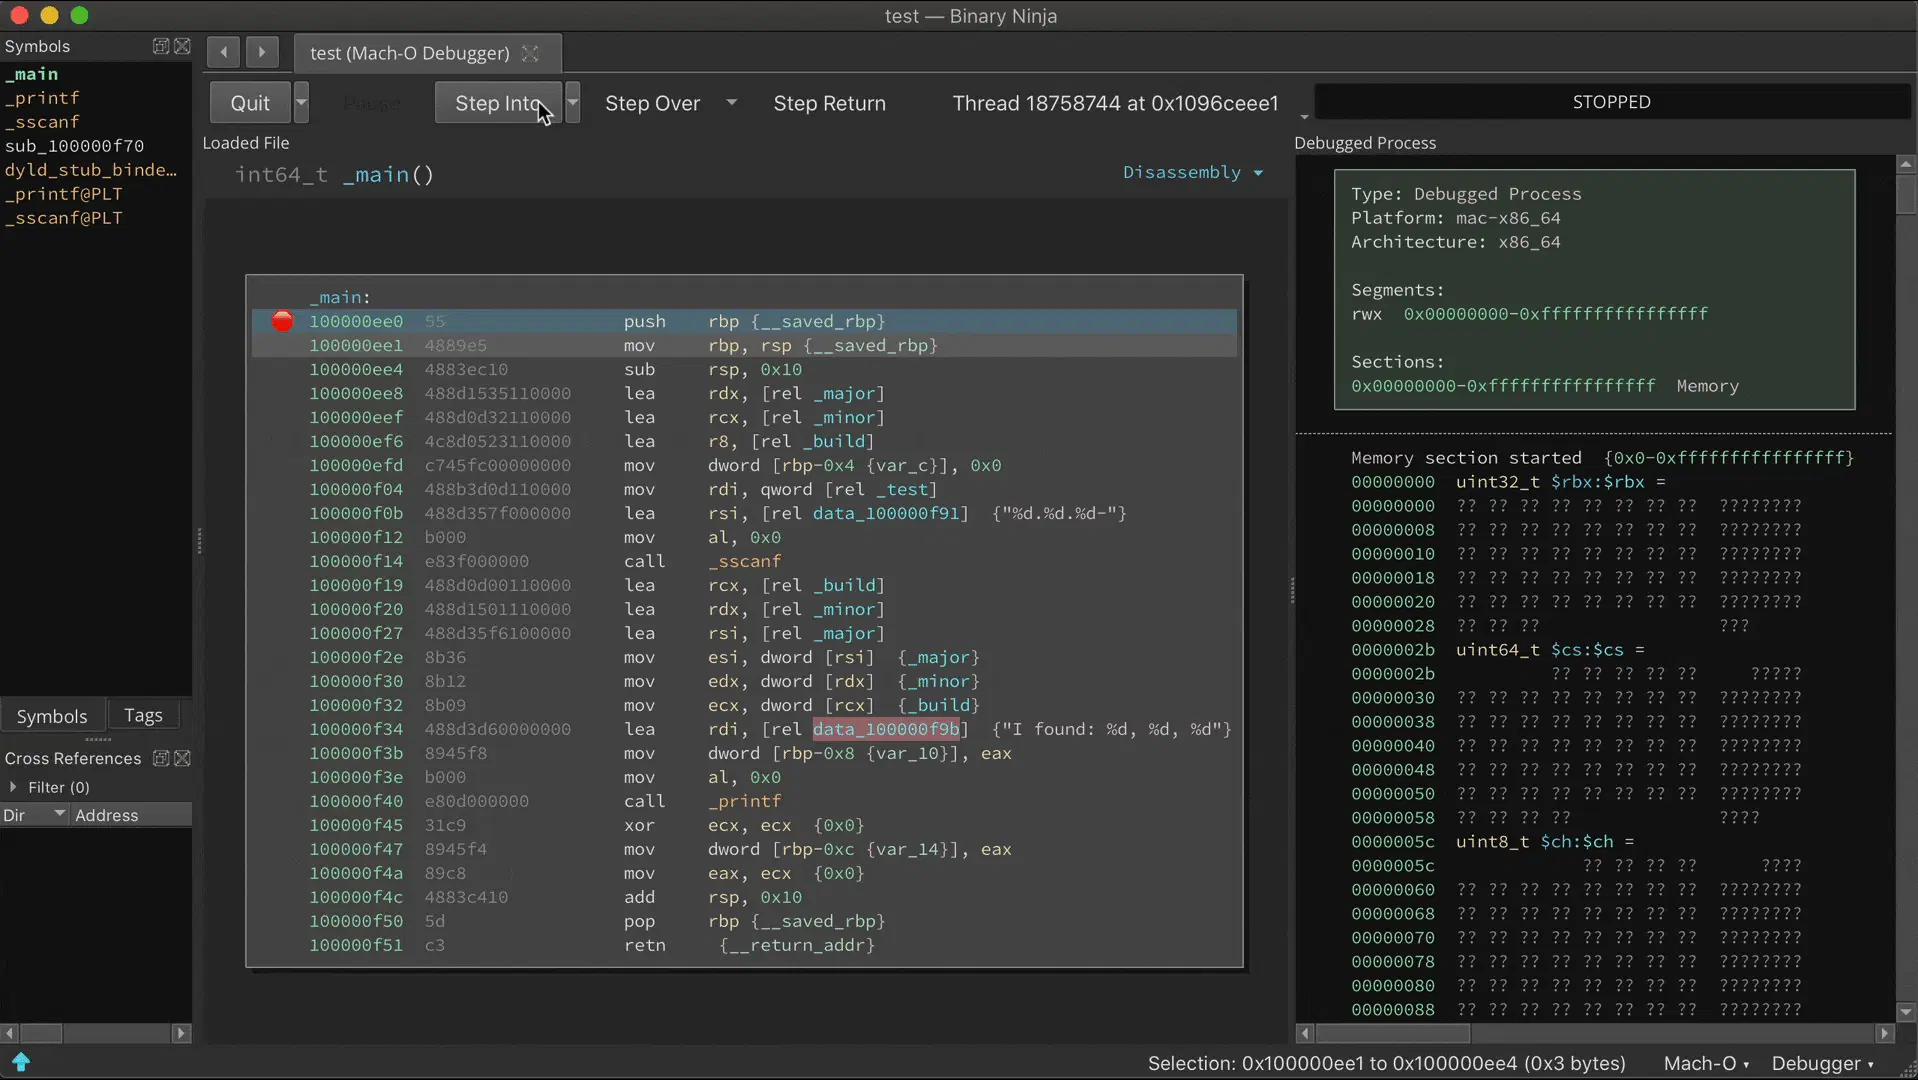 test — Binary Ninja
Symbols
_main
_printf
_sscanf
sub_100000f70
dyld_stub_binde…
_printf@PLT
_sscanf@PLT
test (Mach-O Debugger)
Quit
Pause
Step Into
Step Over
Step Return
Thread 18758744 at 0x1096ceee1
STOPPED
Loaded File
int64_t _main()
Disassembly
_main:
100000ee0 55 push rbp {__saved_rbp}
100000ee1 4889e5 mov rbp, rsp {__saved_rbp}
100000ee4 4883ec10 sub rsp, 0x10
100000ee8 488d1535110000 lea rdx, [rel _major]
100000eef 488d0d32110000 lea rcx, [rel _minor]
100000ef6 4c8d0523110000 lea r8, [rel _build]
100000efd c745fc00000000 mov dword [rbp-0x4 {var_c}], 0x0
100000f04 488b3d0d110000 mov rdi, qword [rel _test]
100000f0b 488d357f000000 lea rsi, [rel data_100000f91] {"%d.%d.%d-"}
100000f12 b000 mov al, 0x0
100000f14 e83f000000 call _sscanf
100000f19 488d0d00110000 lea rcx, [rel _build]
100000f20 488d1501110000 lea rdx, [rel _minor]
100000f27 488d35f6100000 lea rsi, [rel _major]
100000f2e 8b36 mov esi, dword [rsi] {_major}
100000f30 8b12 mov edx, dword [rdx] {_minor}
100000f32 8b09 mov ecx, dword [rcx] {_build}
100000f34 488d3d60000000 lea rdi, [rel data_100000f9b] {"I found: %d, %d, %d"}
100000f3b 8945f8 mov dword [rbp-0x8 {var_10}], eax
100000f3e b000 mov al, 0x0
100000f40 e80d000000 call _printf
100000f45 31c9 xor ecx, ecx {0x0}
100000f47 8945f4 mov dword [rbp-0xc {var_14}], eax
100000f4a 89c8 mov eax, ecx {0x0}
100000f4c 4883c410 add rsp, 0x10
100000f50 5d pop rbp {__saved_rbp}
100000f51 c3 retn {__return_addr}
Symbols
Tags
Cross References
Filter (0)
Dir Address
Debugged Process
Type: Debugged Process
Platform: mac-x86_64
Architecture: x86_64
Segments:
rwx 0x00000000-0xffffffffffffffff
Sections:
0x00000000-0xffffffffffffffff Memory
Memory section started {0x0-0xffffffffffffffff}
00000000 uint32_t $rbx:$rbx =
00000000 ?? ?? ?? ?? ?? ?? ?? ?? ????????
00000008 ?? ?? ?? ?? ?? ?? ?? ?? ????????
00000010 ?? ?? ?? ?? ?? ?? ?? ?? ????????
00000018 ?? ?? ?? ?? ?? ?? ?? ?? ????????
00000020 ?? ?? ?? ?? ?? ?? ?? ?? ????????
00000028 ?? ?? ?? ???
0000002b uint64_t $cs:$cs =
0000002b ?? ?? ?? ?? ?? ?????
00000030 ?? ?? ?? ?? ?? ?? ?? ?? ????????
00000038 ?? ?? ?? ?? ?? ?? ?? ?? ????????
00000040 ?? ?? ?? ?? ?? ?? ?? ?? ????????
00000048 ?? ?? ?? ?? ?? ?? ?? ?? ????????
00000050 ?? ?? ?? ?? ?? ?? ?? ?? ????????
00000058 ?? ?? ?? ?? ????
0000005c uint8_t $ch:$ch =
0000005c ?? ?? ?? ?? ????
00000060 ?? ?? ?? ?? ?? ?? ?? ?? ????????
00000068 ?? ?? ?? ?? ?? ?? ?? ?? ????????
00000070 ?? ?? ?? ?? ?? ?? ?? ?? ????????
00000078 ?? ?? ?? ?? ?? ?? ?? ?? ????????
00000080 ?? ?? ?? ?? ?? ?? ?? ?? ????????
00000088 ?? ?? ?? ?? ?? ?? ?? ?? ????????
Selection: 0x100000ee1 to 0x100000ee4 (0x3 bytes)
Mach-O
Debugger